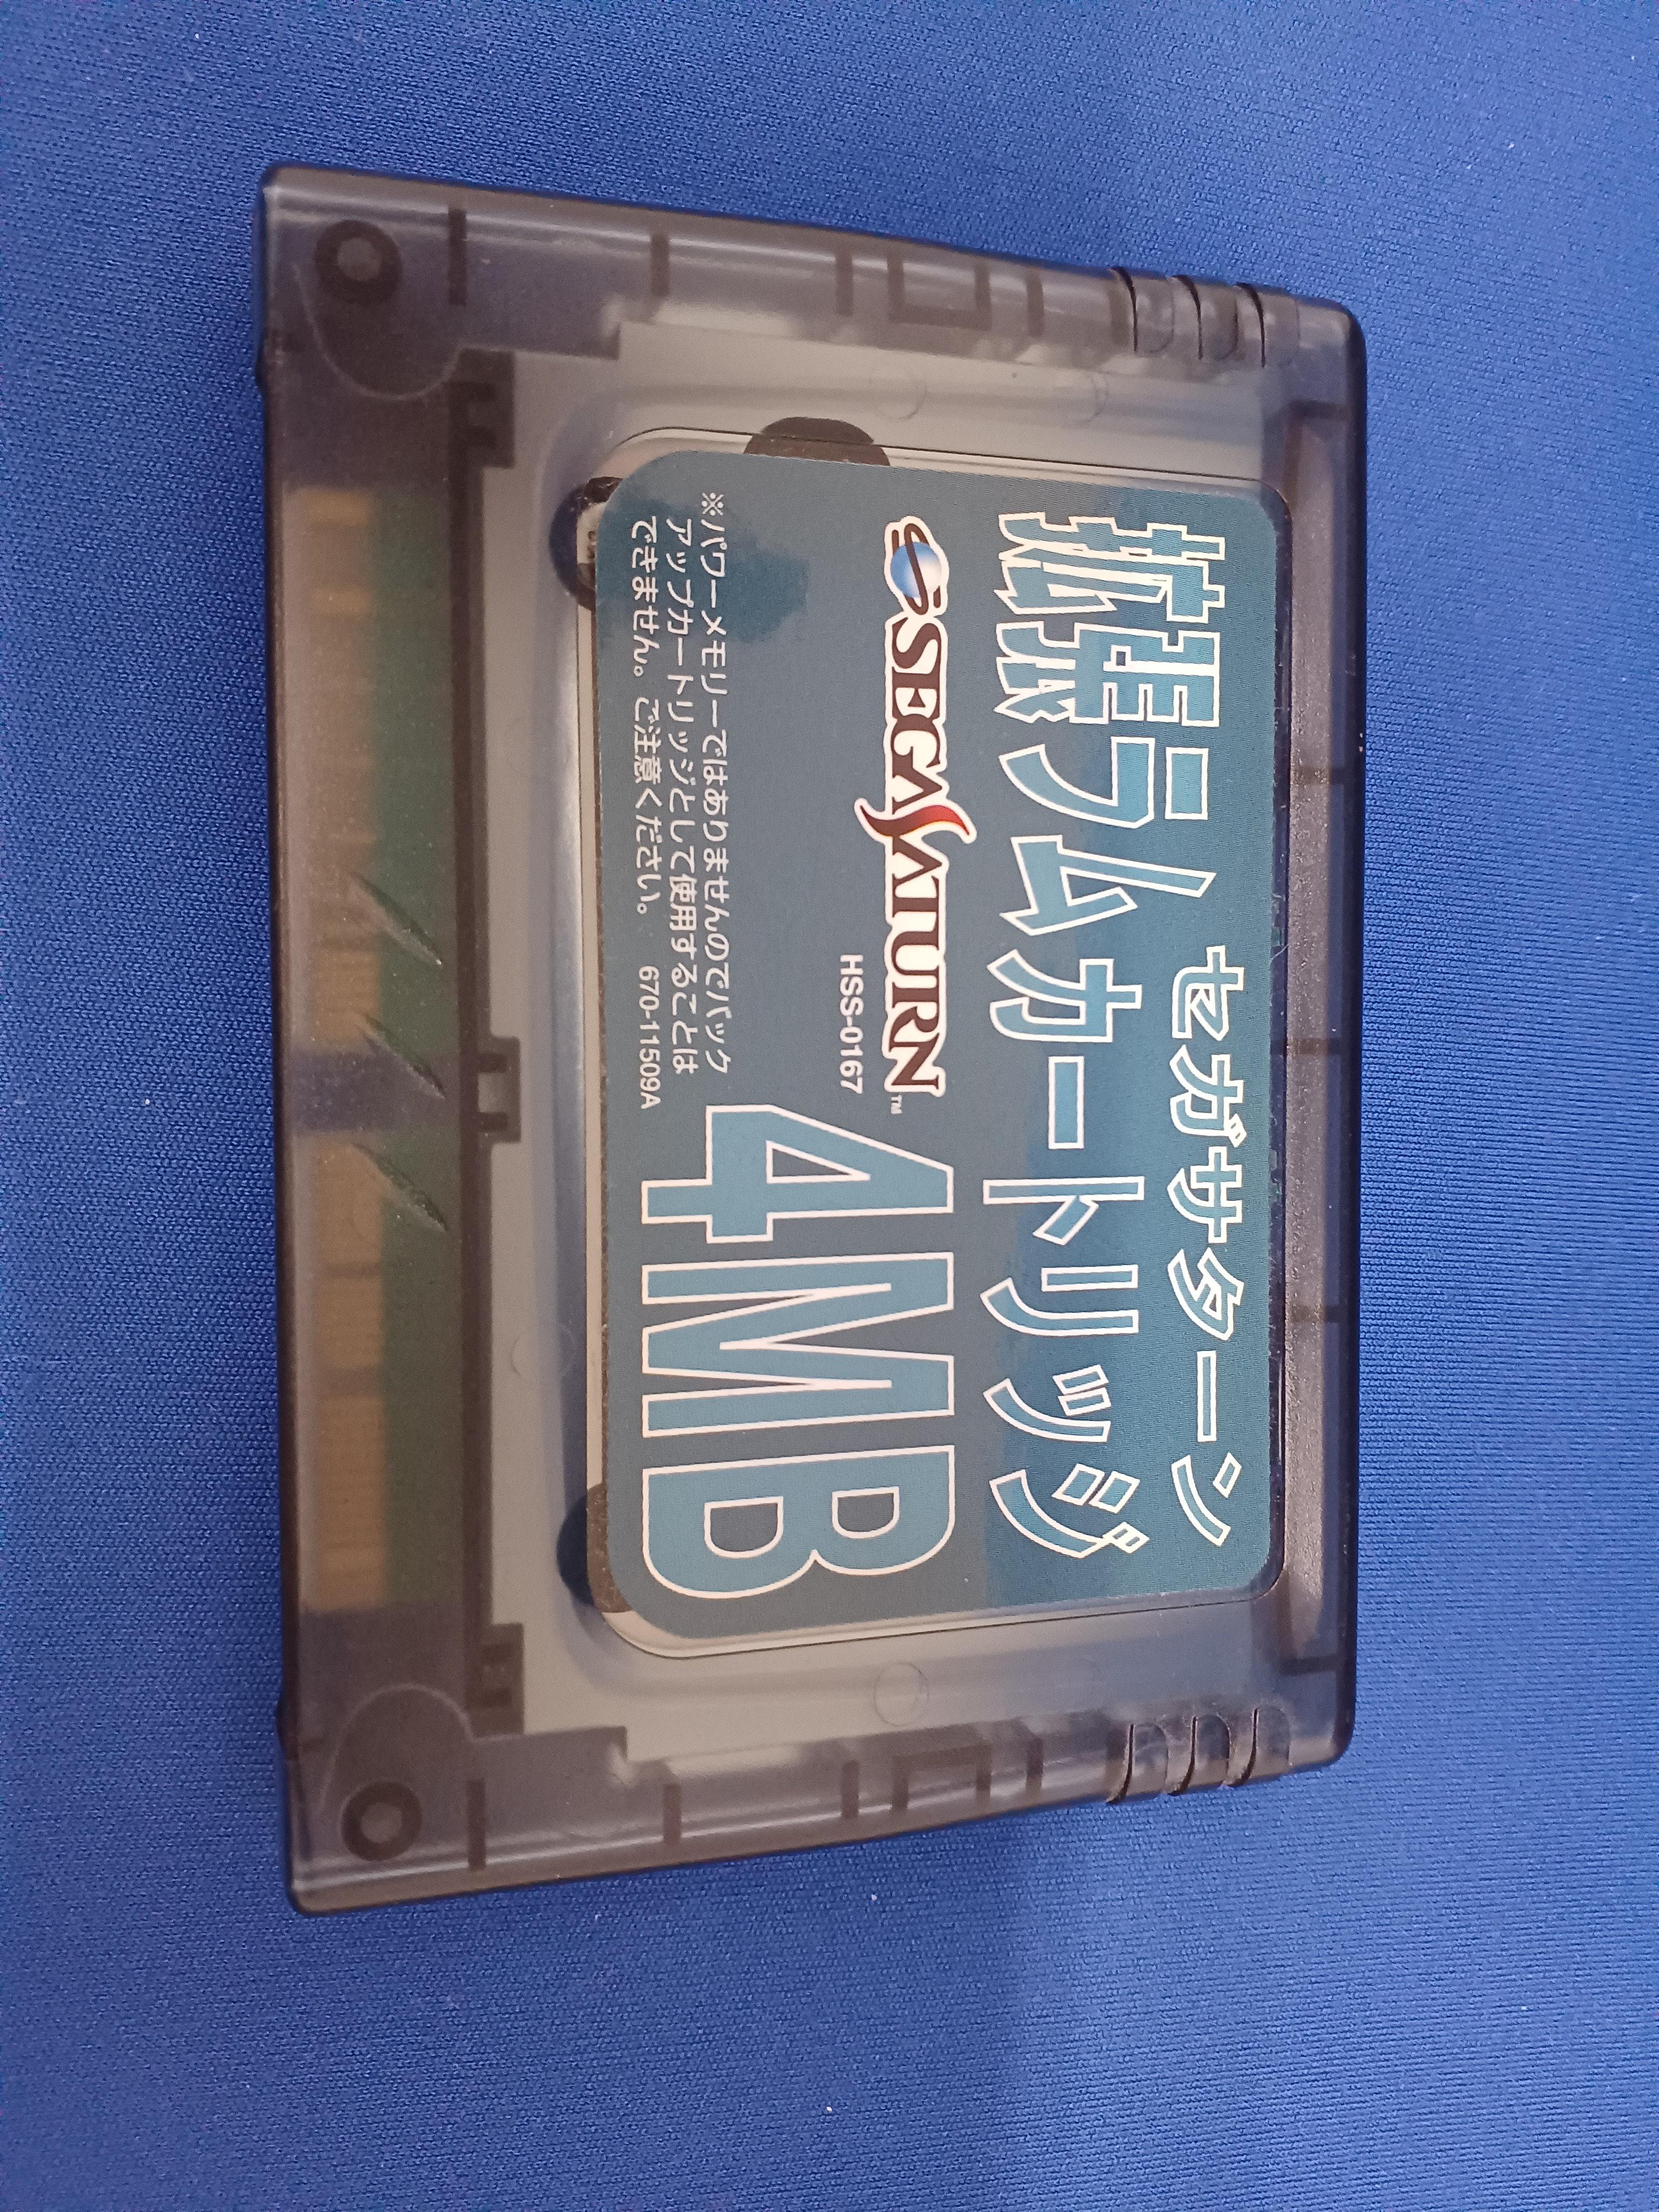 セガサターン
拡張ラムカートリッジ
SEGA SATURN™
HSS-0167
4MB
※パワーメモリーではありませんのでバック
アップカートリッジとして使用することは
できません。ご注意ください。 670-11509A